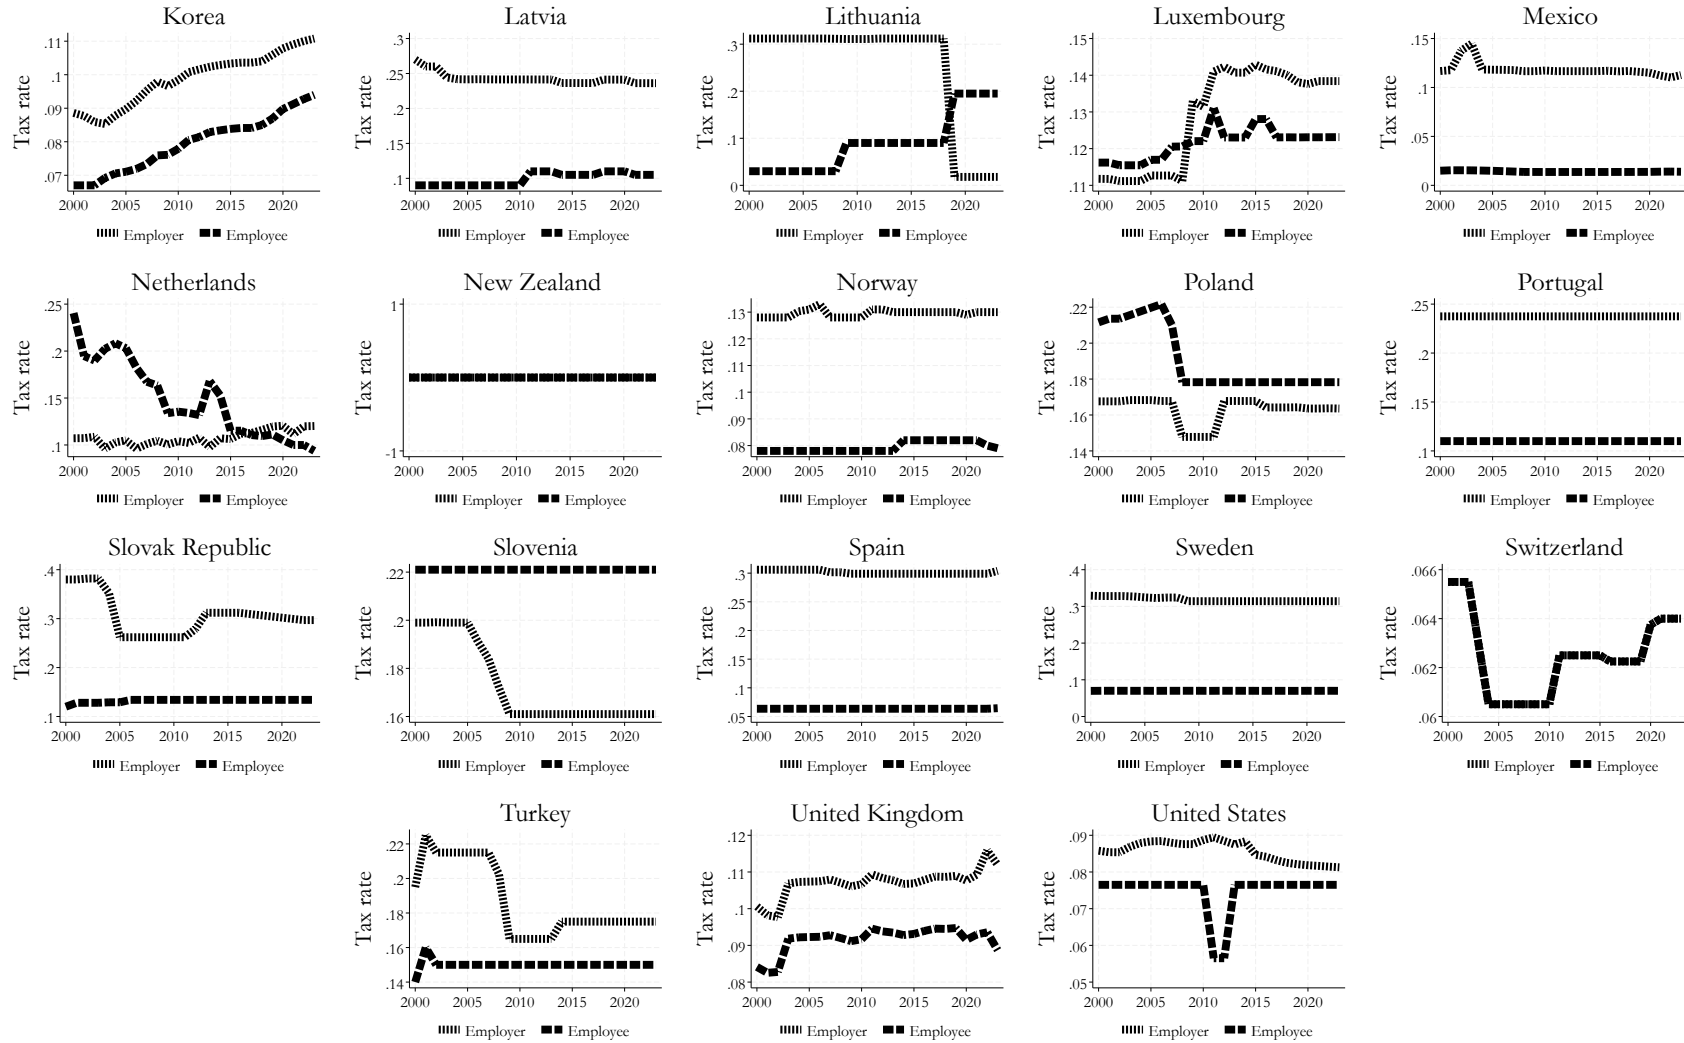 Korea
Tax rate
.11
.1
.09
.08
.07
2000 2005 2010 2015 2020
Employer Employee
Latvia
Tax rate
.3
.25
.2
.15
.1
2000 2005 2010 2015 2020
Employer Employee
Lithuania
Tax rate
.3
.2
.1
0
2000 2005 2010 2015 2020
Employer Employee
Luxembourg
Tax rate
.15
.14
.13
.12
.11
2000 2005 2010 2015 2020
Employer Employee
Mexico
Tax rate
.15
.1
.05
0
2000 2005 2010 2015 2020
Employer Employee
Netherlands
Tax rate
.25
.2
.15
.1
2000 2005 2010 2015 2020
Employer Employee
New Zealand
Tax rate
1
-1
2000 2005 2010 2015 2020
Employer Employee
Norway
Tax rate
.13
.12
.11
.1
.09
.08
2000 2005 2010 2015 2020
Employer Employee
Poland
Tax rate
.22
.2
.18
.16
.14
2000 2005 2010 2015 2020
Employer Employee
Portugal
Tax rate
.25
.2
.15
.1
2000 2005 2010 2015 2020
Employer Employee
Slovak Republic
Tax rate
.4
.3
.2
.1
2000 2005 2010 2015 2020
Employer Employee
Slovenia
Tax rate
.22
.2
.18
.16
2000 2005 2010 2015 2020
Employer Employee
Spain
Tax rate
.3
.25
.2
.15
.1
.05
2000 2005 2010 2015 2020
Employer Employee
Sweden
Tax rate
.4
.3
.2
.1
0
2000 2005 2010 2015 2020
Employer Employee
Switzerland
Tax rate
.066
.064
.062
.06
2000 2005 2010 2015 2020
Employer Employee
Turkey
Tax rate
.22
.2
.18
.16
.14
2000 2005 2010 2015 2020
Employer Employee
United Kingdom
Tax rate
.12
.11
.1
.09
.08
2000 2005 2010 2015 2020
Employer Employee
United States
Tax rate
.09
.08
.07
.06
.05
2000 2005 2010 2015 2020
Employer Employee